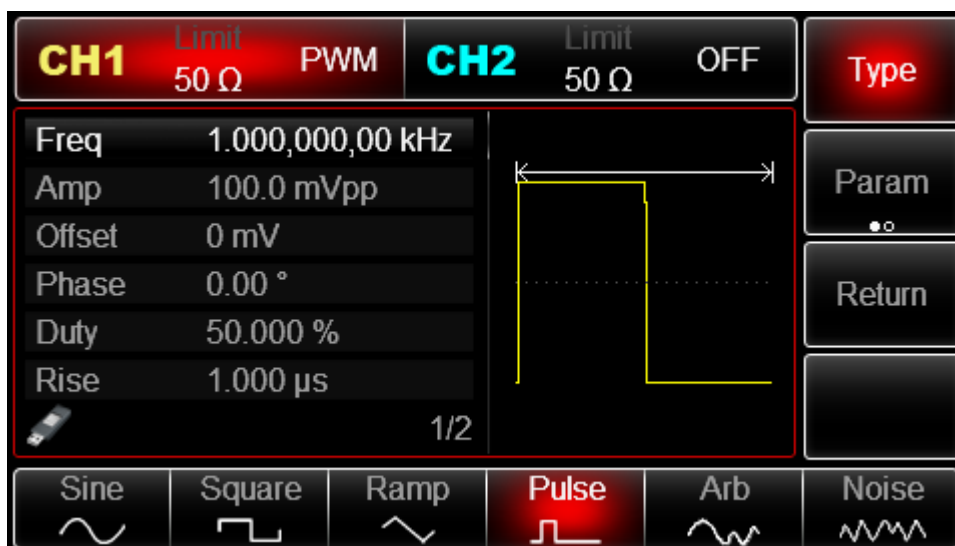 CH1 Limit 50 Ω PWM CH2 Limit 50 Ω OFF Type
Freq 1.000,000,00 kHz
Amp 100.0 mVpp
Offset 0 mV
Phase 0.00 °
Duty 50.000 %
Rise 1.000 µs
1/2
Param
Return
Sine Square Ramp Pulse Arb Noise